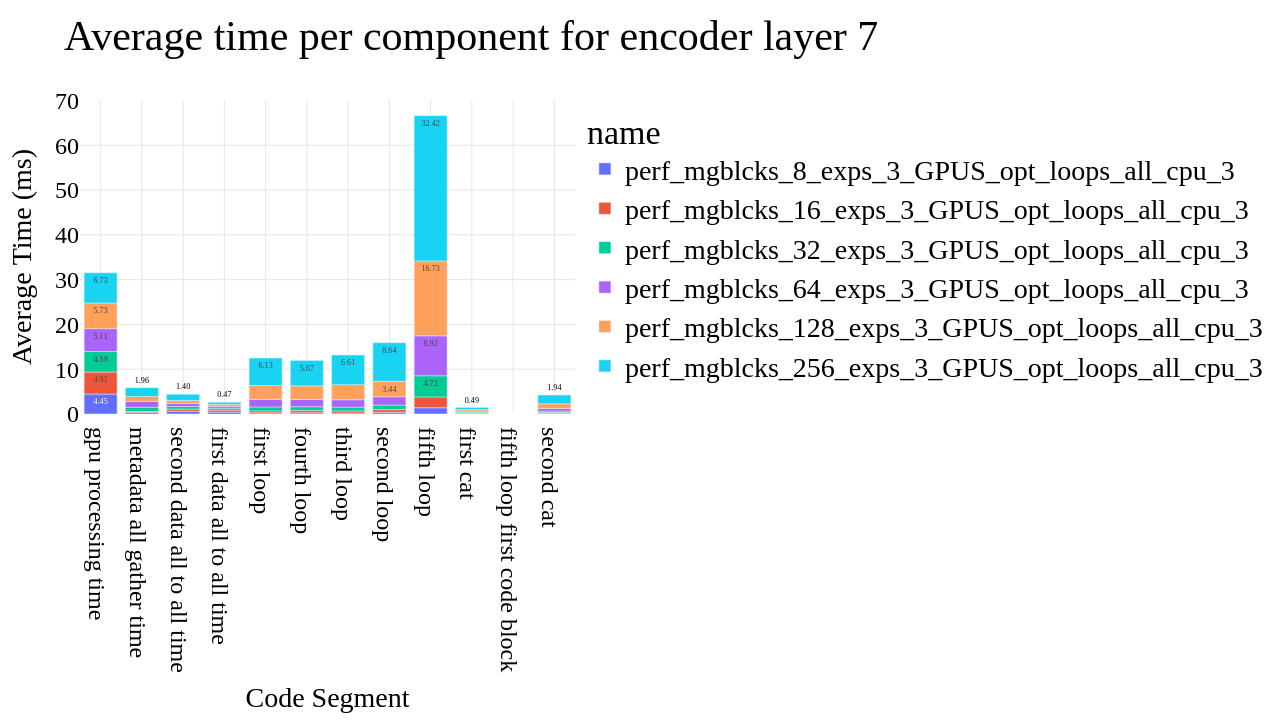 Average time per component for encoder layer 7
Average Time (ms)
70
60
50
40
30
20
10
0
6.73
5.73
5.11
4.59
4.91
4.45
1.96
1.40
0.47
6.13
5.67
6.61
8.64
3.44
32.42
16.73
8.92
4.72
0.49
1.94
gpu processing time
metadata all gather time
second data all to all time
first data all to all time
first loop
fourth loop
third loop
second loop
fifth loop
first cat
fifth loop first code block
second cat
Code Segment
name
perf_mgblcks_8_exps_3_GPUS_opt_loops_all_cpu_3
perf_mgblcks_16_exps_3_GPUS_opt_loops_all_cpu_3
perf_mgblcks_32_exps_3_GPUS_opt_loops_all_cpu_3
perf_mgblcks_64_exps_3_GPUS_opt_loops_all_cpu_3
perf_mgblcks_128_exps_3_GPUS_opt_loops_all_cpu_3
perf_mgblcks_256_exps_3_GPUS_opt_loops_all_cpu_3